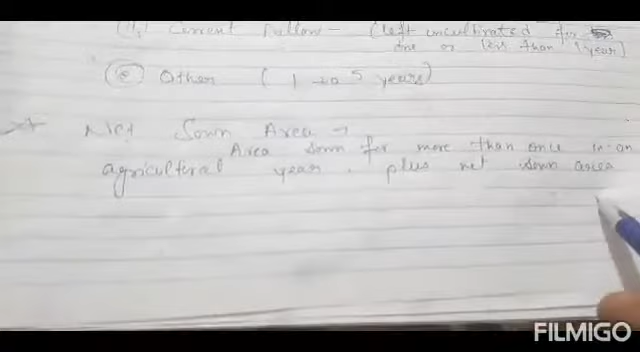 (ii) Current Fallow - (left uncultivated for
one or less than 1 year)
(e) Other ( 1 to 5 years)
Net Sown Area →
Area sown for more than once in an
agricultural year, plus net sown area
FILMIGO